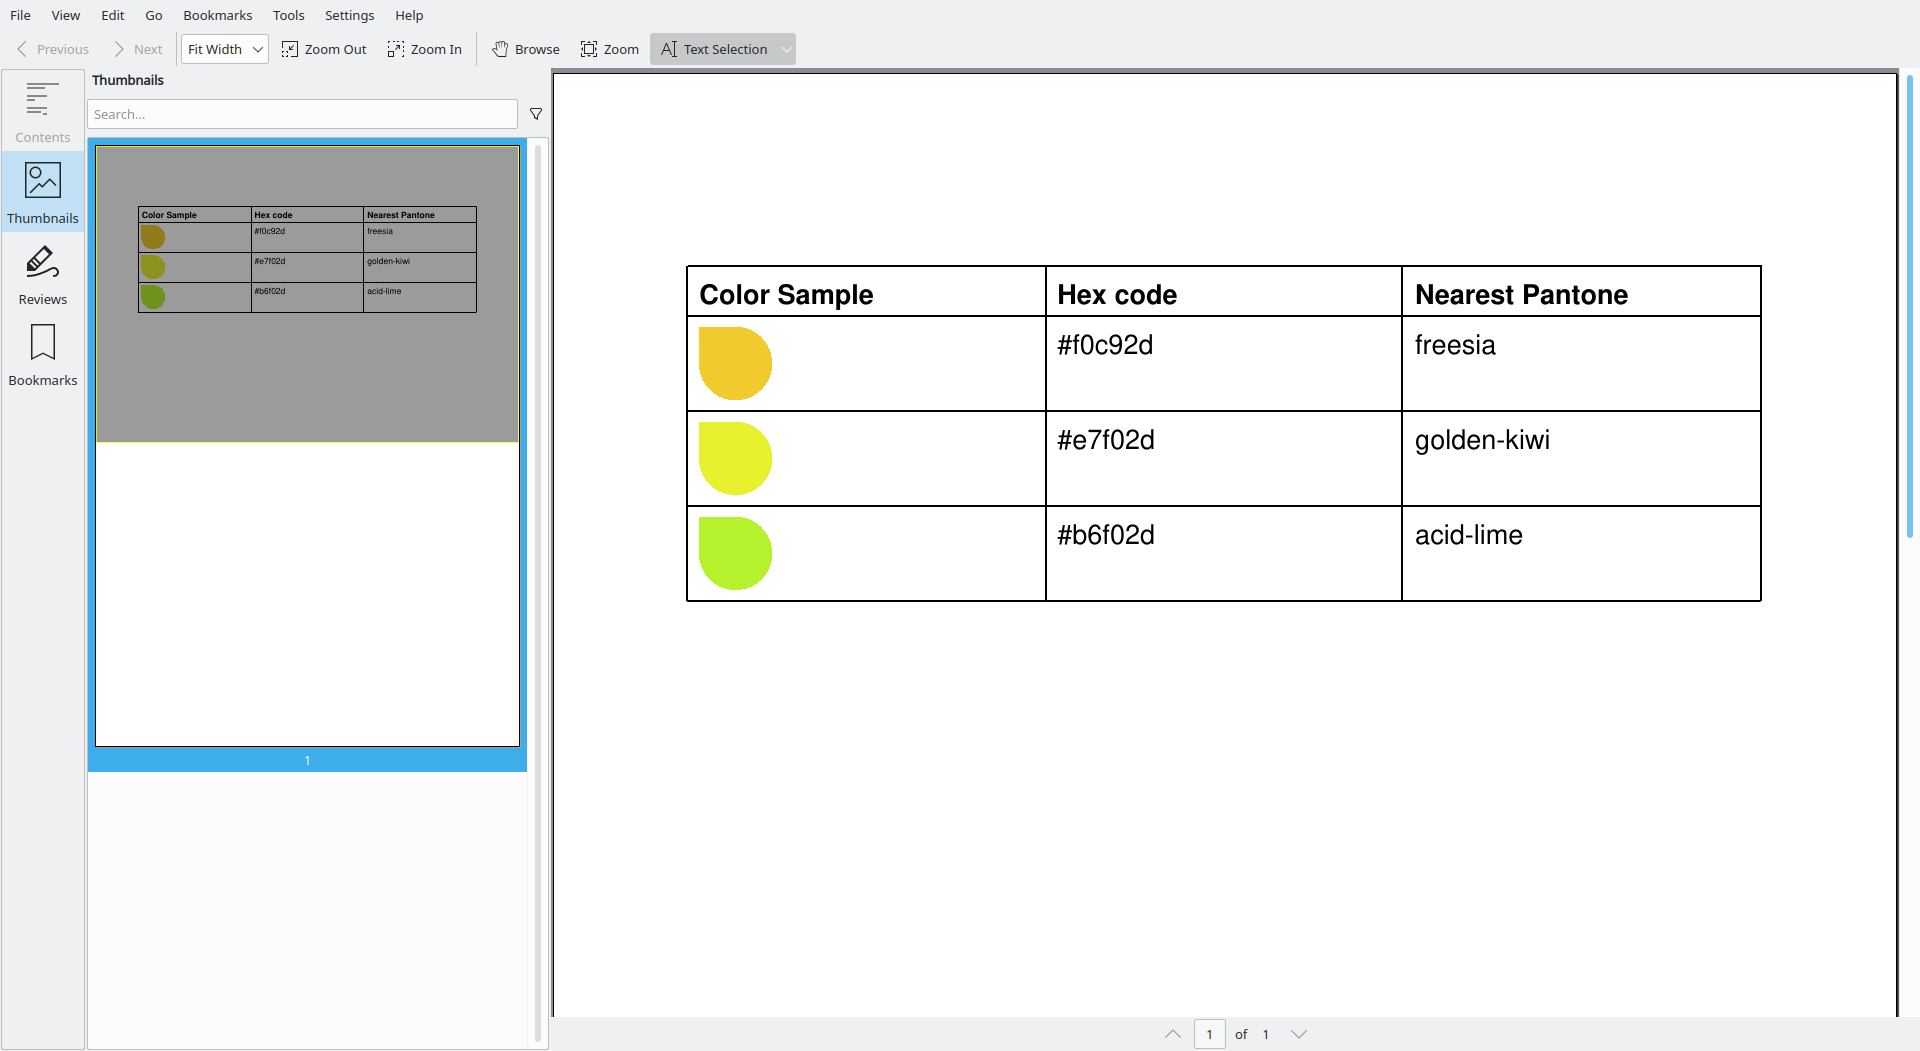 File View Edit Go Bookmarks Tools Settings Help
Previous Next Fit Width Zoom Out Zoom In Browse Zoom Text Selection
Thumbnails
Search...
Contents
Thumbnails
Reviews
Bookmarks
Color Sample Hex code Nearest Pantone
#f0c92d freesia
#e7f02d golden-kiwi
#b6f02d acid-lime
1
Color Sample Hex code Nearest Pantone
#f0c92d freesia
#e7f02d golden-kiwi
#b6f02d acid-lime
1 of 1